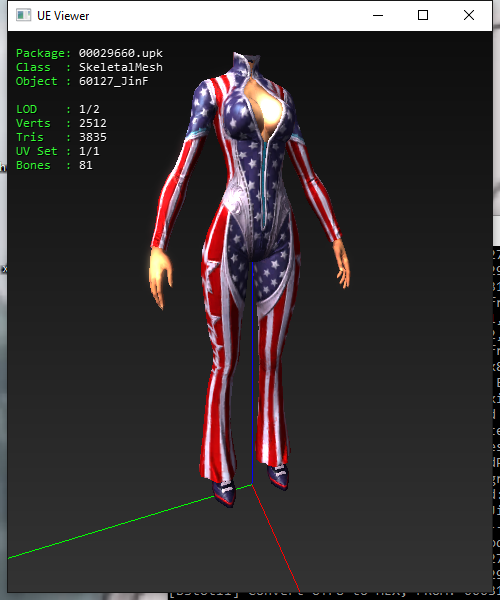 UE Viewer
Package: 00029660.upk
Class : SkeletalMesh
Object : 60127_JinF
LOD : 1/2
Verts : 2512
Tris : 3835
UV Set : 1/1
Bones : 81